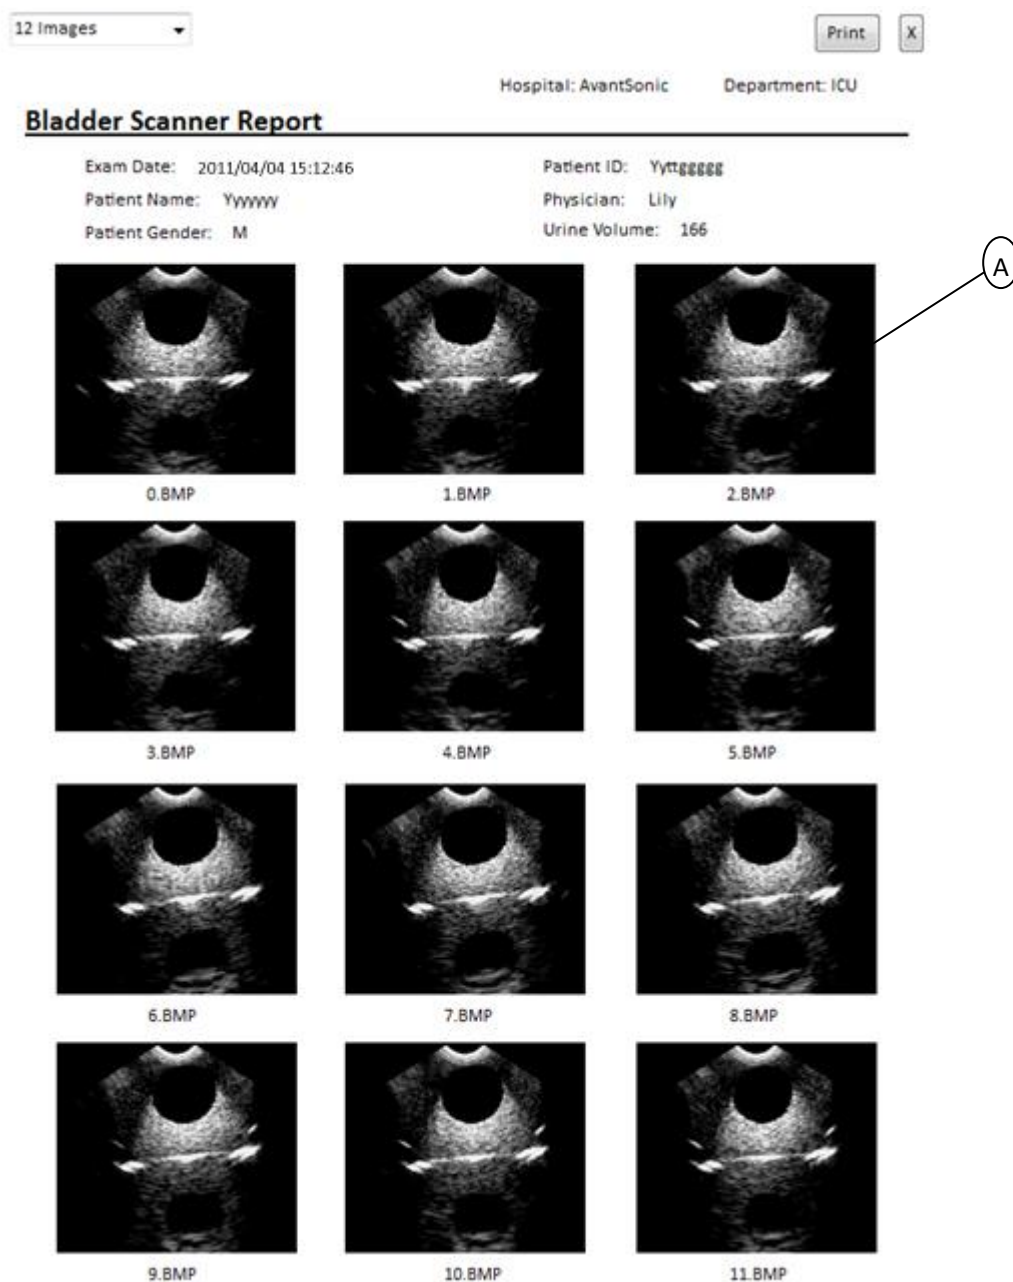 12 Images
Print X
Hospital: AvantSonic Department: ICU
Bladder Scanner Report
Exam Date: 2011/04/04 15:12:46 Patient ID: Yyttggggg
Patient Name: Yyyyyyy Physician: Lily
Patient Gender: M Urine Volume: 166
A
0.BMP 1.BMP 2.BMP
3.BMP 4.BMP 5.BMP
6.BMP 7.BMP 8.BMP
9.BMP 10.BMP 11.BMP